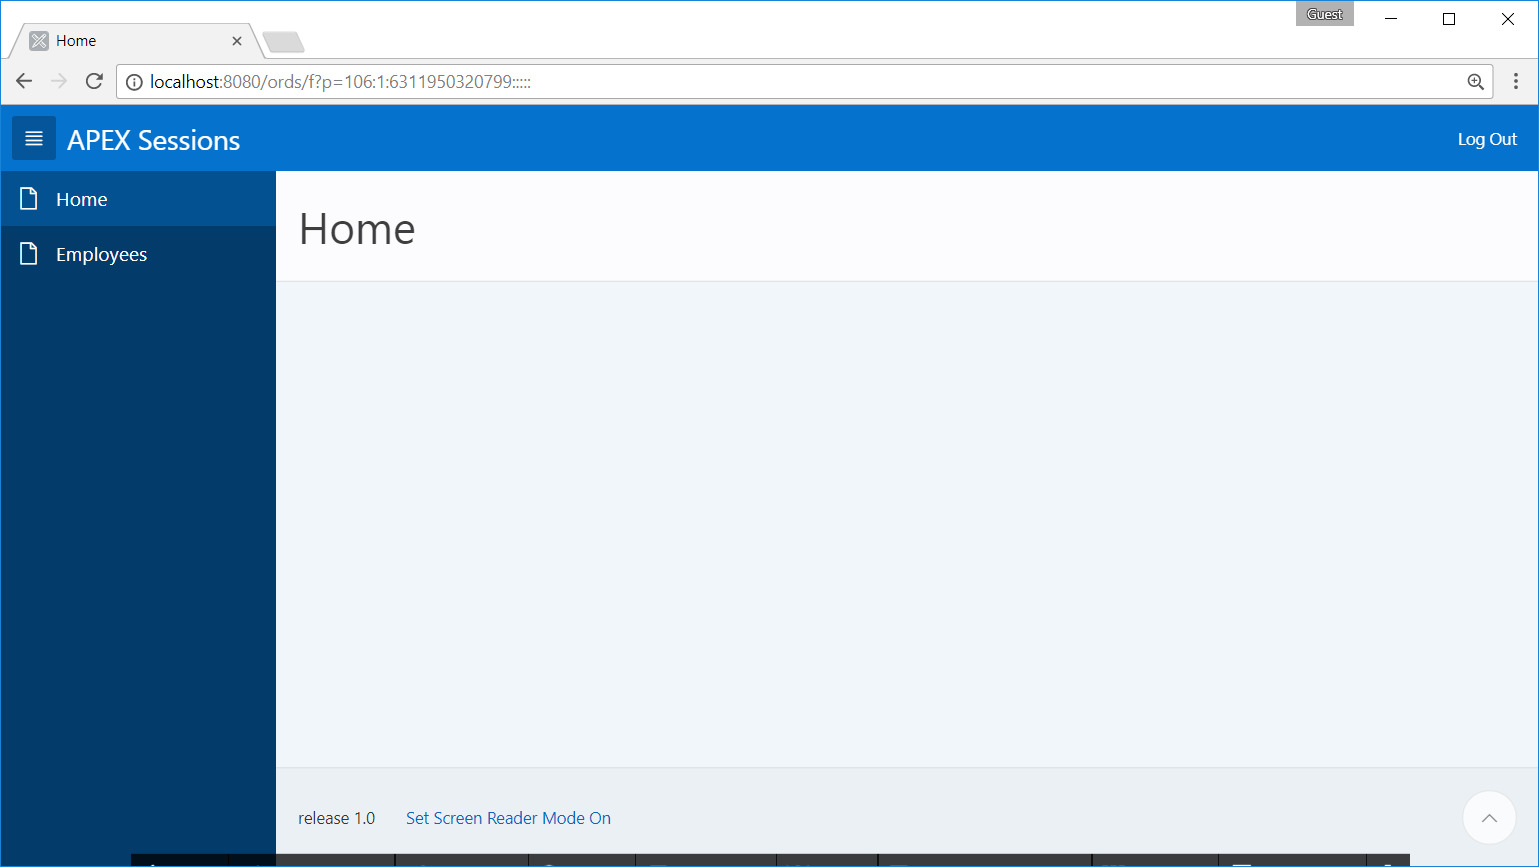 Guest
Home
localhost:8080/ords/f?p=106:1:6311950320799:::::
APEX Sessions
Log Out
Home
Employees
Home
release 1.0
Set Screen Reader Mode On